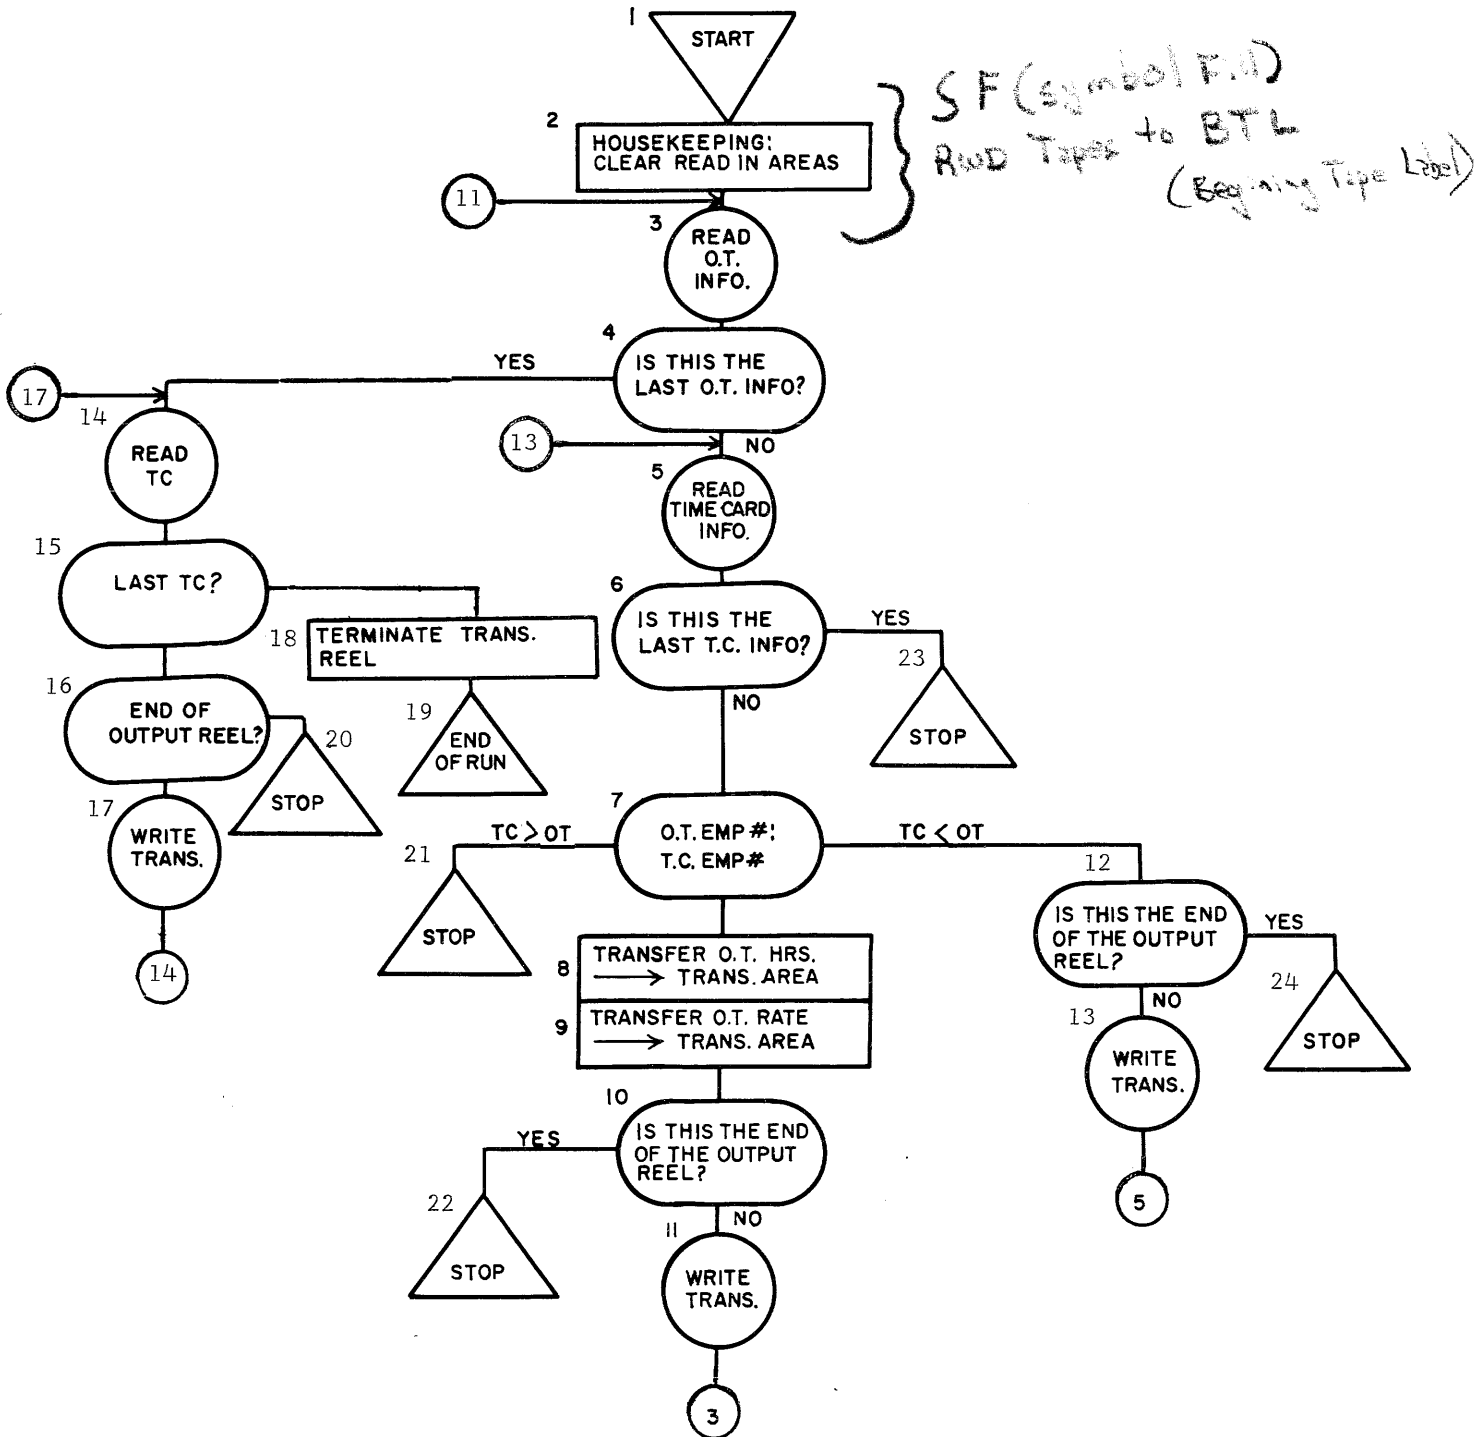 1
START
SF (symbol Fill)
RWD Tapes to BTL
(Begining Tape Label)
2
HOUSEKEEPING:
CLEAR READ IN AREAS
11
3
READ
O.T.
INFO.
4
IS THIS THE
LAST O.T. INFO?
YES
NO
17
14
READ
TC
13
5
READ
TIME CARD
INFO.
15
LAST TC?
6
IS THIS THE
LAST T.C. INFO?
YES
NO
18
TERMINATE TRANS.
REEL
19
END
OF RUN
23
STOP
16
END OF
OUTPUT REEL?
20
STOP
17
WRITE
TRANS.
14
7
O.T. EMP #:
T.C. EMP#
TC > OT
TC < OT
21
STOP
12
IS THIS THE END
OF THE OUTPUT
REEL?
YES
NO
24
STOP
13
WRITE
TRANS.
5
8
TRANSFER O.T. HRS.
→ TRANS. AREA
9
TRANSFER O.T. RATE
→ TRANS. AREA
10
IS THIS THE END
OF THE OUTPUT
REEL?
YES
NO
22
STOP
11
WRITE
TRANS.
3